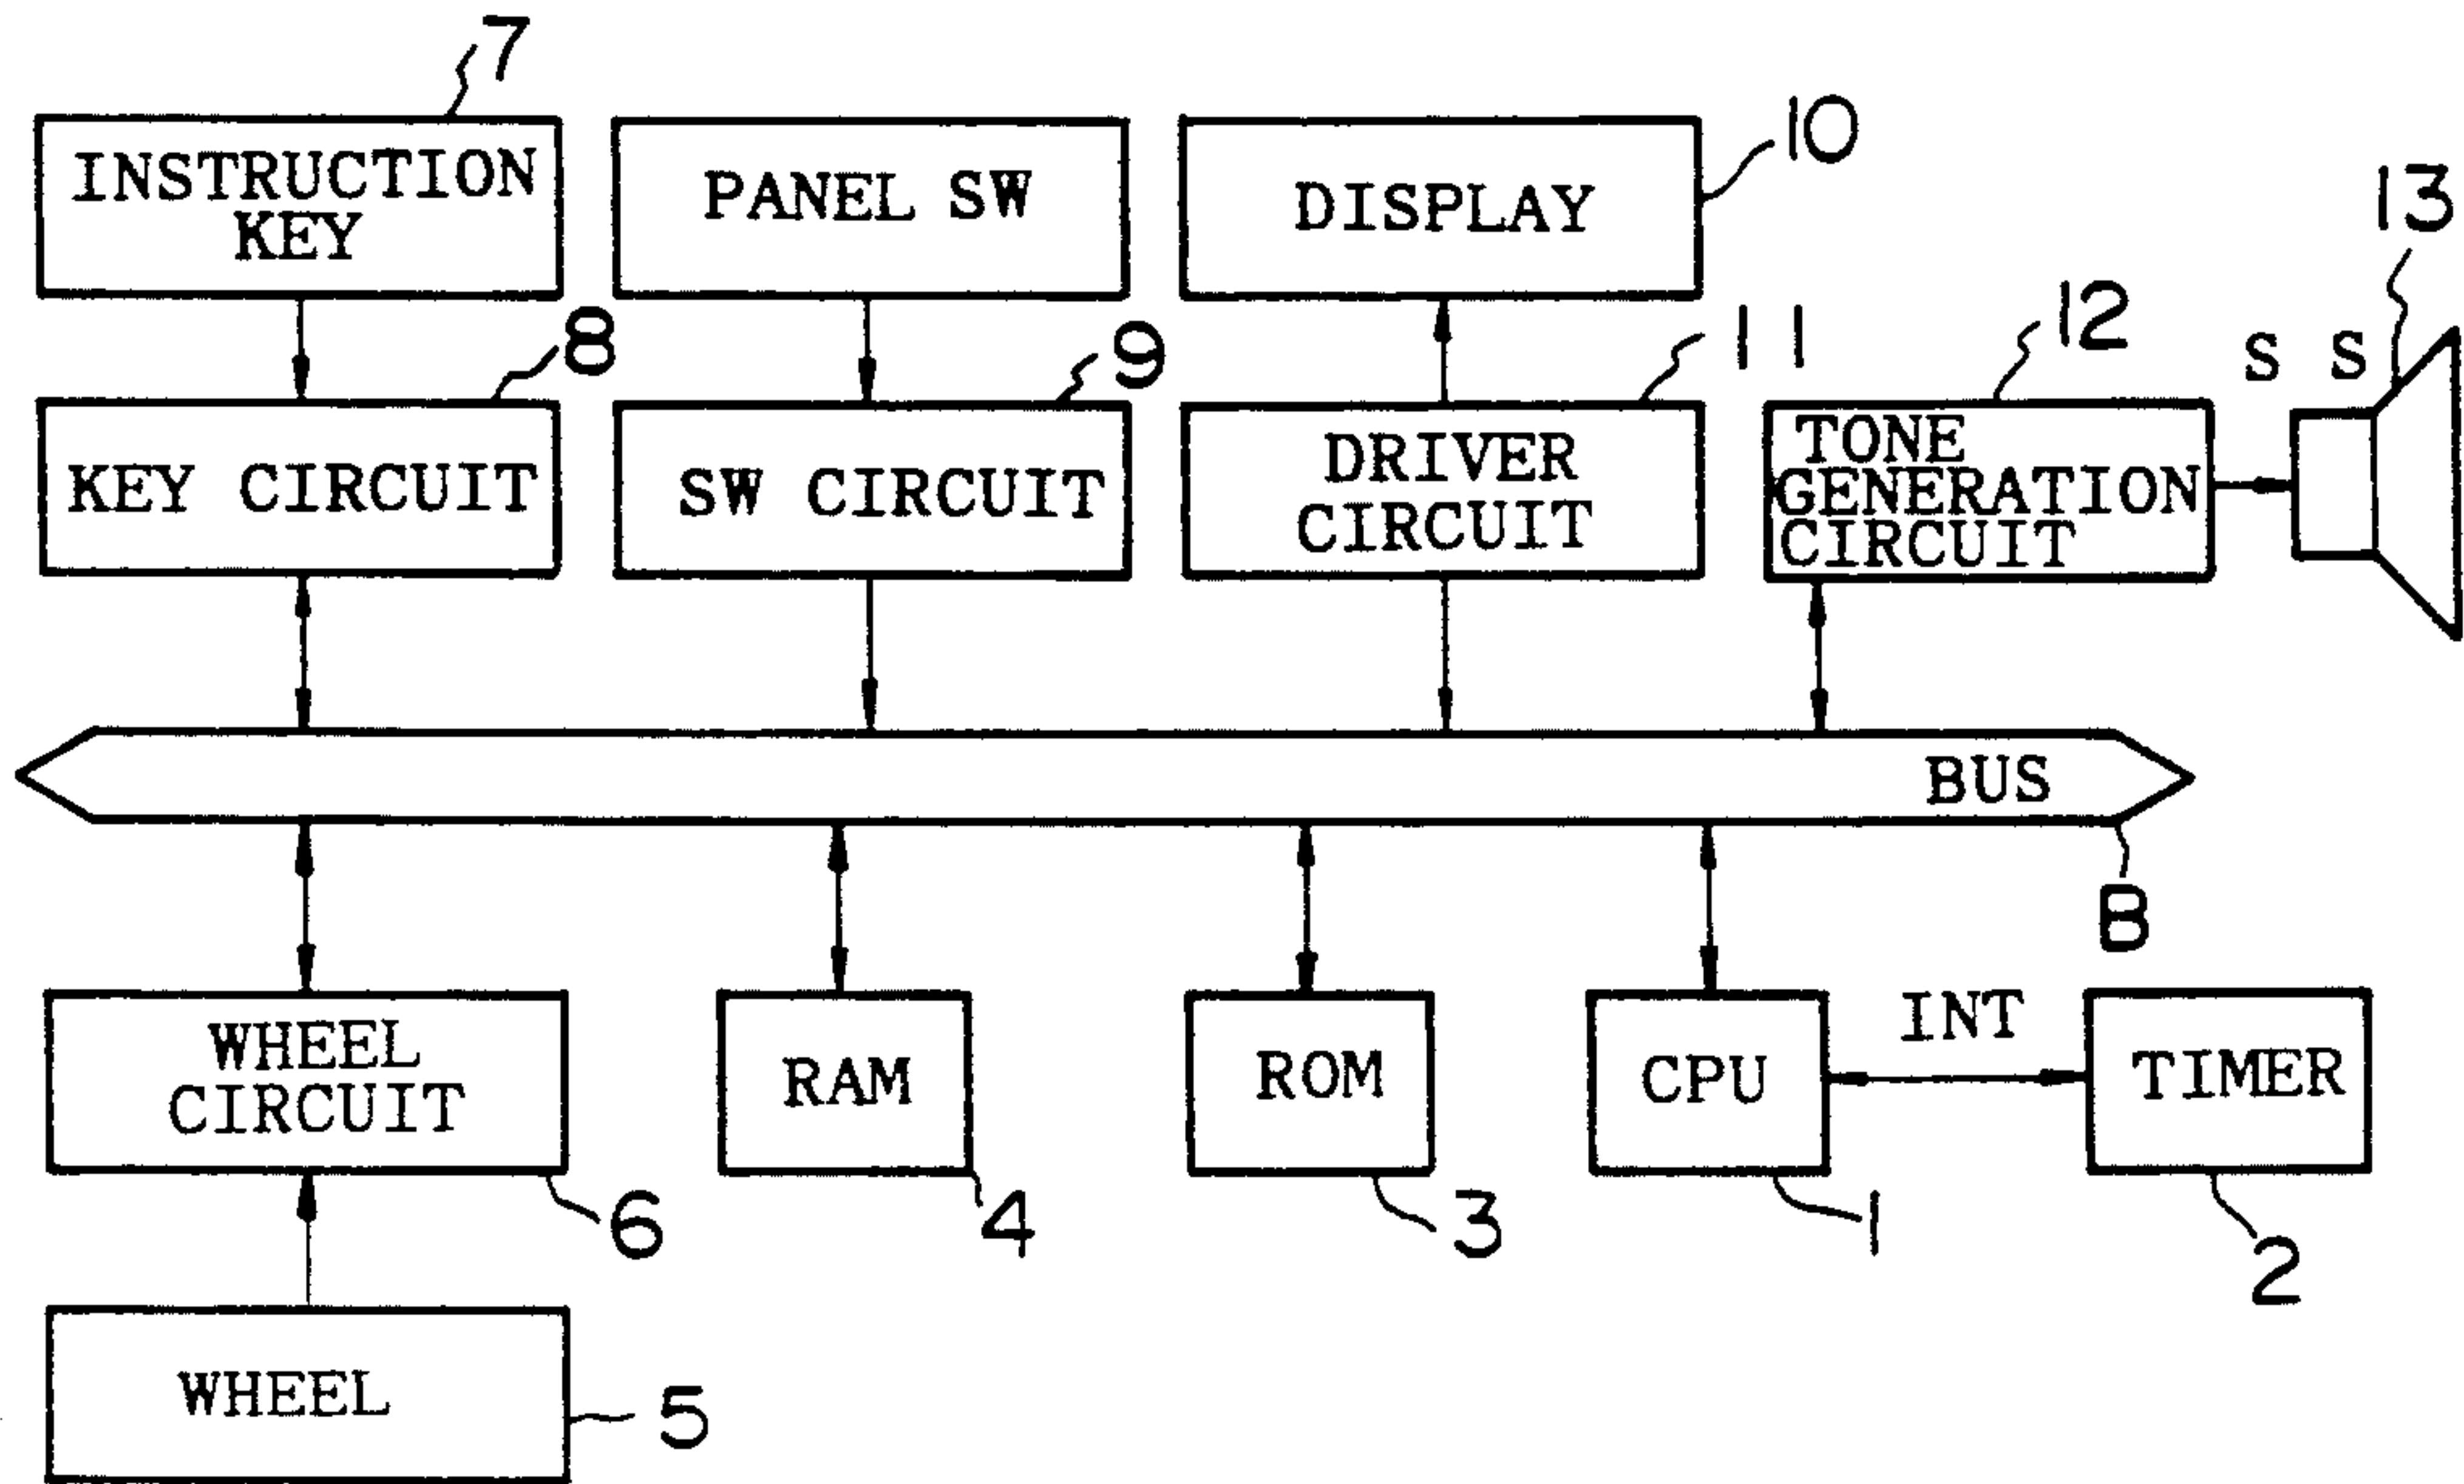 7
INSTRUCTION
KEY
PANEL SW
DISPLAY
10
13
8
9
11
12
S S
KEY CIRCUIT
SW CIRCUIT
DRIVER
CIRCUIT
TONE
GENERATION
CIRCUIT
BUS
B
WHEEL
CIRCUIT
RAM
ROM
CPU
INT
TIMER
6
4
3
1
2
WHEEL
5